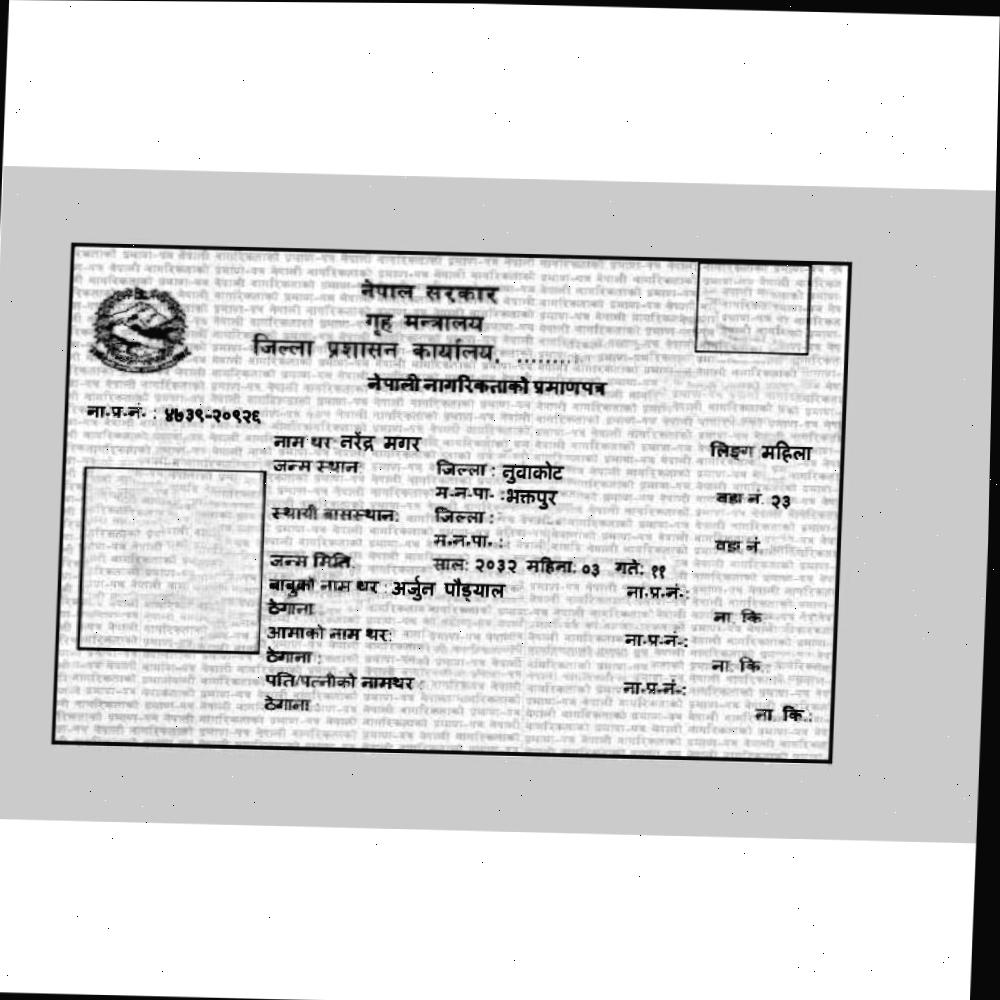 नेपाल सरकार
गृह मन्त्रालय
जिल्ला प्रशासन कार्यालय, .........
नेपाली नागरिकताको प्रमाणपत्र
ना.प्र.नं. : ४७३९-२०९२६
नाम थर नरेंद्र मगर लिङ्ग महिला
जन्म स्थान जिल्ला : नुवाकोट
म.न.पा. :भक्तपुर वडा नं. २३
स्थायी बासस्थान: जिल्ला :
म.न.पा. : वडा नं
जन्म मिति साल: २०३२ महिना: ०३ गते: ११
बाबुको नाम थर : अर्जुन पौड्याल ना.प्र.नं.:
ठेगाना : ना. कि
आमाको नाम थर: ना.प्र.नं.:
ठेगाना : ना. कि.
पति/पत्नीको नामथर : ना.प्र.नं.:
ठेगाना : ना. कि.: